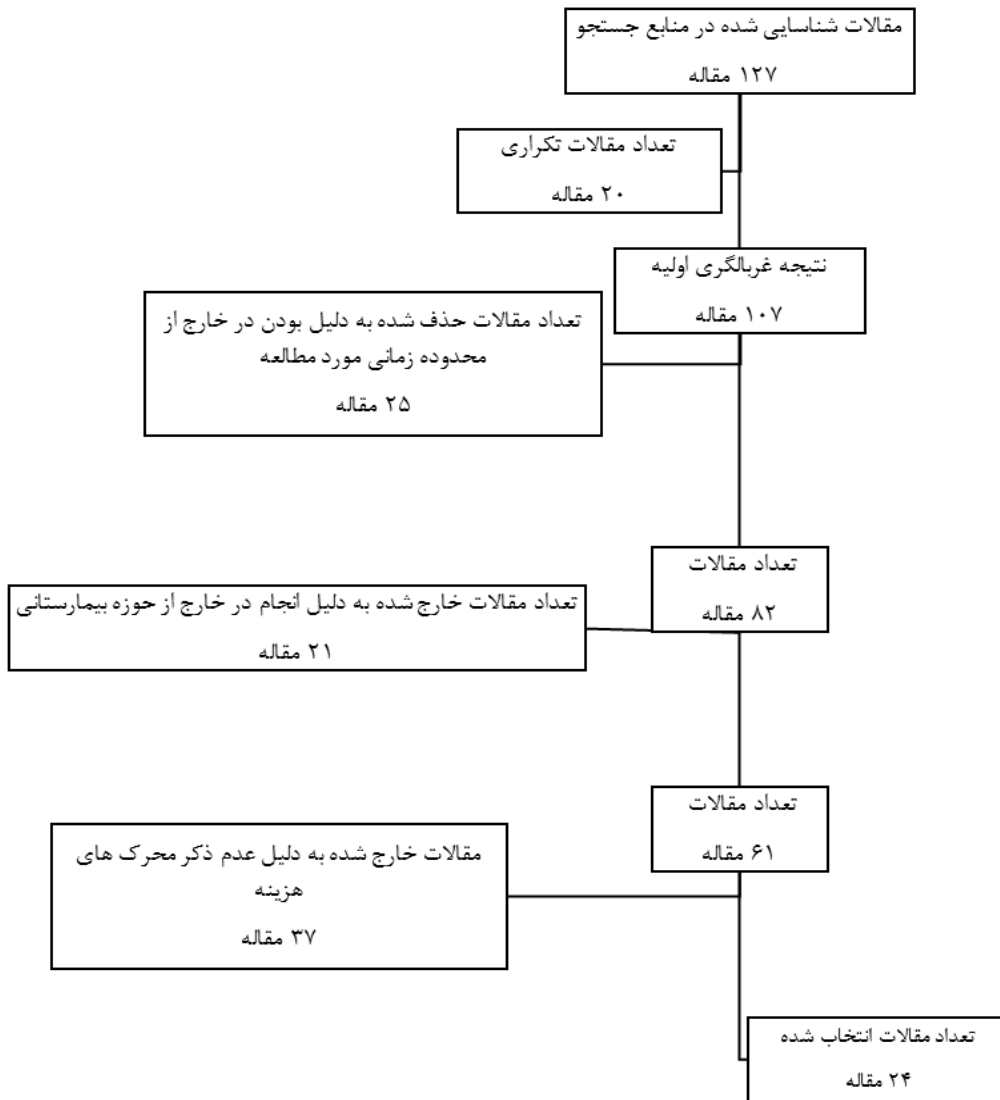 مقالات شناسایی شده در منابع جستجو
۱۲۷ مقاله
تعداد مقالات تکراری
۲۰ مقاله
نتیجه غربالگری اولیه
۱۰۷ مقاله
تعداد مقالات حذف شده به دلیل بودن در خارج از
محدوده زمانی مورد مطالعه
۲۵ مقاله
تعداد مقالات
۸۲ مقاله
تعداد مقالات خارج شده به دلیل انجام در خارج از حوزه بیمارستانی
۲۱ مقاله
تعداد مقالات
۶۱ مقاله
مقالات خارج شده به دلیل عدم ذکر محرک های
هزینه
۳۷ مقاله
تعداد مقالات انتخاب شده
۲۴ مقاله